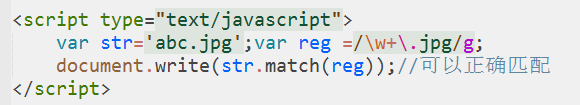 <script type="text/javascript">
var str='abc.jpg';var reg =/\w+\.jpg/g;
document.write(str.match(reg));//可以正确匹配
</script>